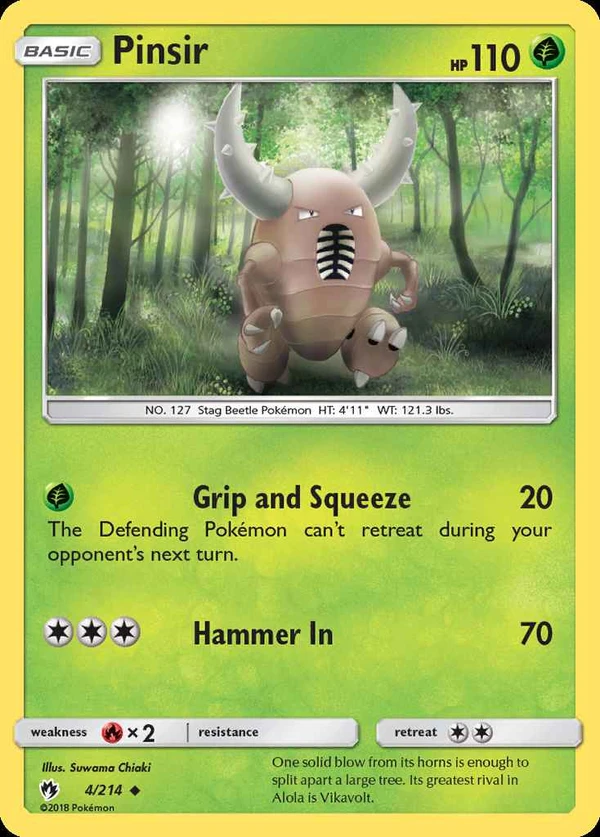 BASIC Pinsir HP 110
NO. 127 Stag Beetle Pokémon HT: 4'11" WT: 121.3 lbs.
Grip and Squeeze 20
The Defending Pokémon can't retreat during your
opponent's next turn.
Hammer In 70
weakness ×2 resistance retreat
Illus. Suwama Chiaki
4/214
©2018 Pokémon
One solid blow from its horns is enough to
split apart a large tree. Its greatest rival in
Alola is Vikavolt.